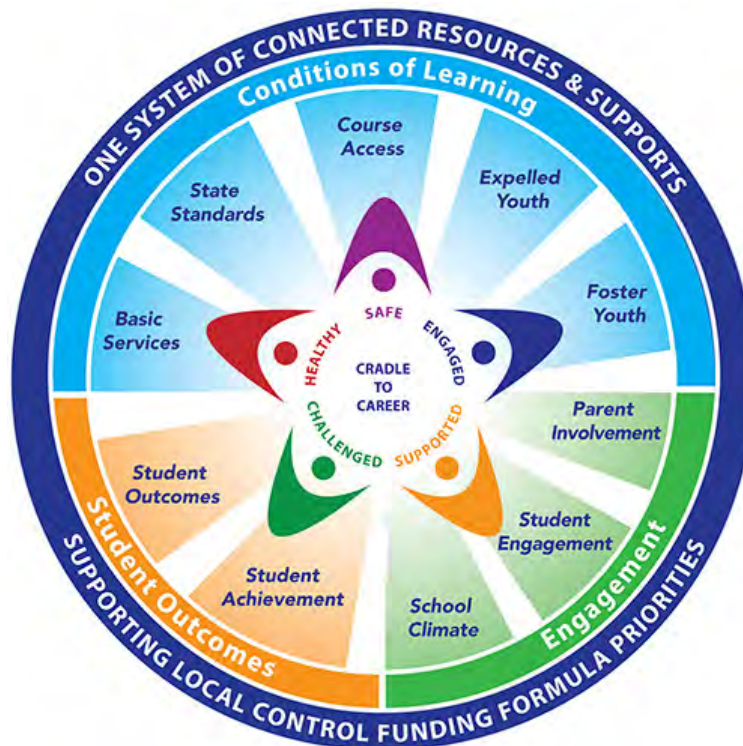 ONE SYSTEM OF CONNECTED RESOURCES & SUPPORTS
Conditions of Learning
Course
Access
State
Standards
Expelled
Youth
Basic
Services
Foster
Youth
SAFE
HEALTHY
ENGAGED
CRADLE
TO
CAREER
CHALLENGED
SUPPORTED
Parent
Involvement
Student
Outcomes
Student
Engagement
Student
Achievement
School
Climate
Student Outcomes
Engagement
SUPPORTING LOCAL CONTROL FUNDING FORMULA PRIORITIES